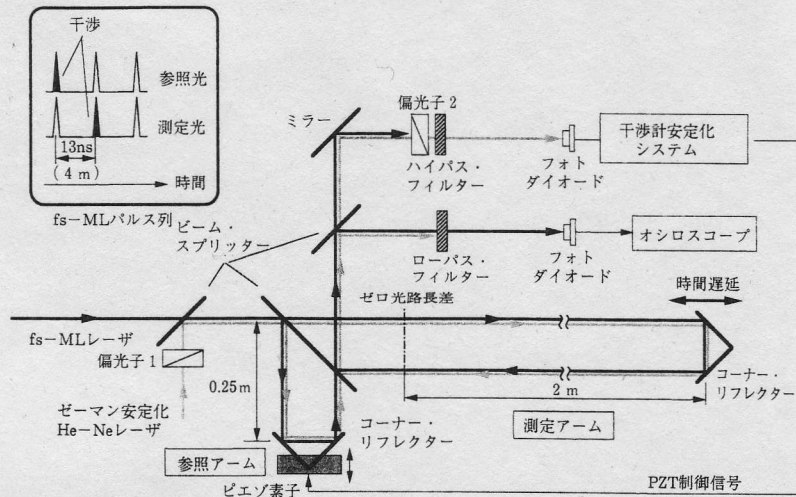 干渉
参照光
測定光
13ns
(4m)
時間
fs−MLパルス列
ミラー
偏光子2
ハイパス・
フィルター
フォト
ダイオード
干渉計安定化
システム
ビーム・
スプリッター
ローパス・
フィルター
フォト
ダイオード
オシロスコープ
ゼロ光路長差
時間遅延
fs−MLレーザ
偏光子1
0.25m
2m
コーナー・
リフレクター
ゼーマン安定化
He−Neレーザ
コーナー・
リフレクター
測定アーム
参照アーム
ピエゾ素子
PZT制御信号